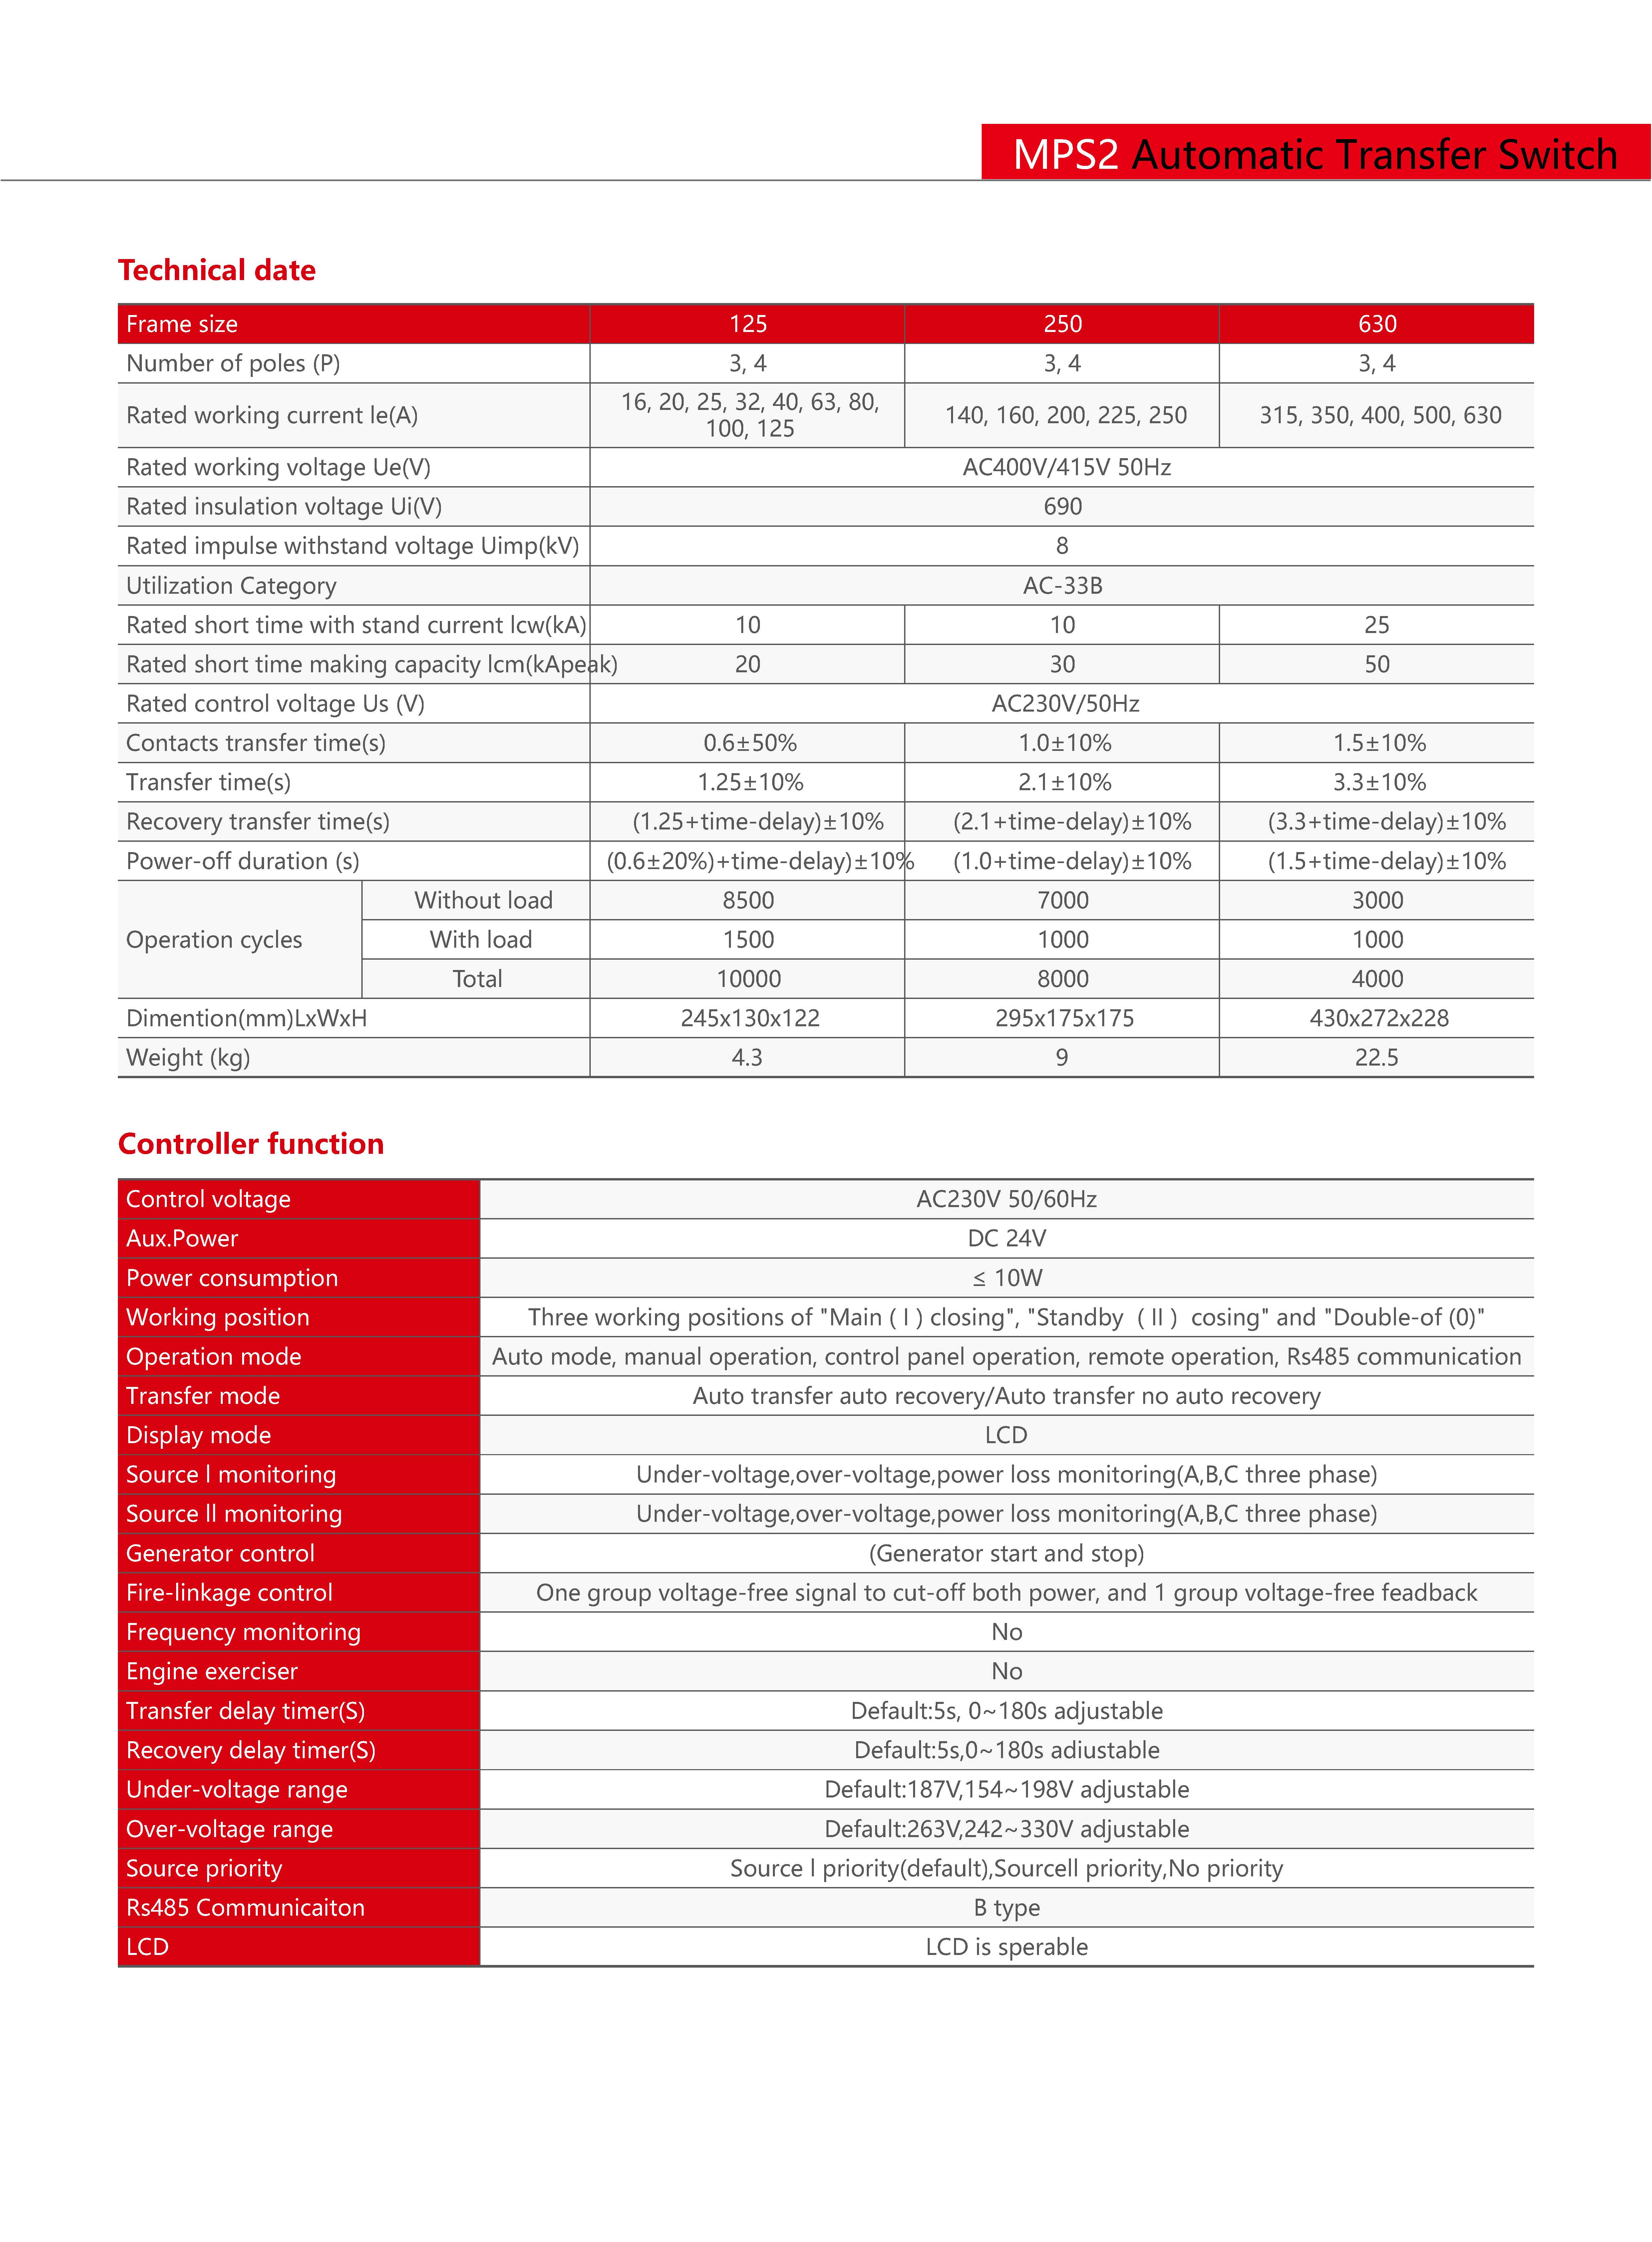 MPS2 Automatic Transfer Switch
Technical date
Frame size 125 250 630
Number of poles (P) 3, 4 3, 4 3, 4
Rated working current le(A) 16, 20, 25, 32, 40, 63, 80, 100, 125 140, 160, 200, 225, 250 315, 350, 400, 500, 630
Rated working voltage Ue(V) AC400V/415V 50Hz
Rated insulation voltage Ui(V) 690
Rated impulse withstand voltage Uimp(kV) 8
Utilization Category AC-33B
Rated short time with stand current lcw(kA) 10 10 25
Rated short time making capacity lcm(kApeak) 20 30 50
Rated control voltage Us (V) AC230V/50Hz
Contacts transfer time(s) 0.6±50% 1.0±10% 1.5±10%
Transfer time(s) 1.25±10% 2.1±10% 3.3±10%
Recovery transfer time(s) (1.25+time-delay)±10% (2.1+time-delay)±10% (3.3+time-delay)±10%
Power-off duration (s) (0.6±20%)+time-delay)±10% (1.0+time-delay)±10% (1.5+time-delay)±10%
Operation cycles
Without load 8500 7000 3000
With load 1500 1000 1000
Total 10000 8000 4000
Dimention(mm)LxWxH 245x130x122 295x175x175 430x272x228
Weight (kg) 4.3 9 22.5
Controller function
Control voltage AC230V 50/60Hz
Aux.Power DC 24V
Power consumption ≤ 10W
Working position Three working positions of "Main ( I ) closing", "Standby ( II ) cosing" and "Double-of (0)"
Operation mode Auto mode, manual operation, control panel operation, remote operation, Rs485 communication
Transfer mode Auto transfer auto recovery/Auto transfer no auto recovery
Display mode LCD
Source l monitoring Under-voltage,over-voltage,power loss monitoring(A,B,C three phase)
Source ll monitoring Under-voltage,over-voltage,power loss monitoring(A,B,C three phase)
Generator control (Generator start and stop)
Fire-linkage control One group voltage-free signal to cut-off both power, and 1 group voltage-free feadback
Frequency monitoring No
Engine exerciser No
Transfer delay timer(S) Default:5s, 0~180s adjustable
Recovery delay timer(S) Default:5s,0~180s adiustable
Under-voltage range Default:187V,154~198V adjustable
Over-voltage range Default:263V,242~330V adjustable
Source priority Source l priority(default),Sourcell priority,No priority
Rs485 Communicaiton B type
LCD LCD is sperable